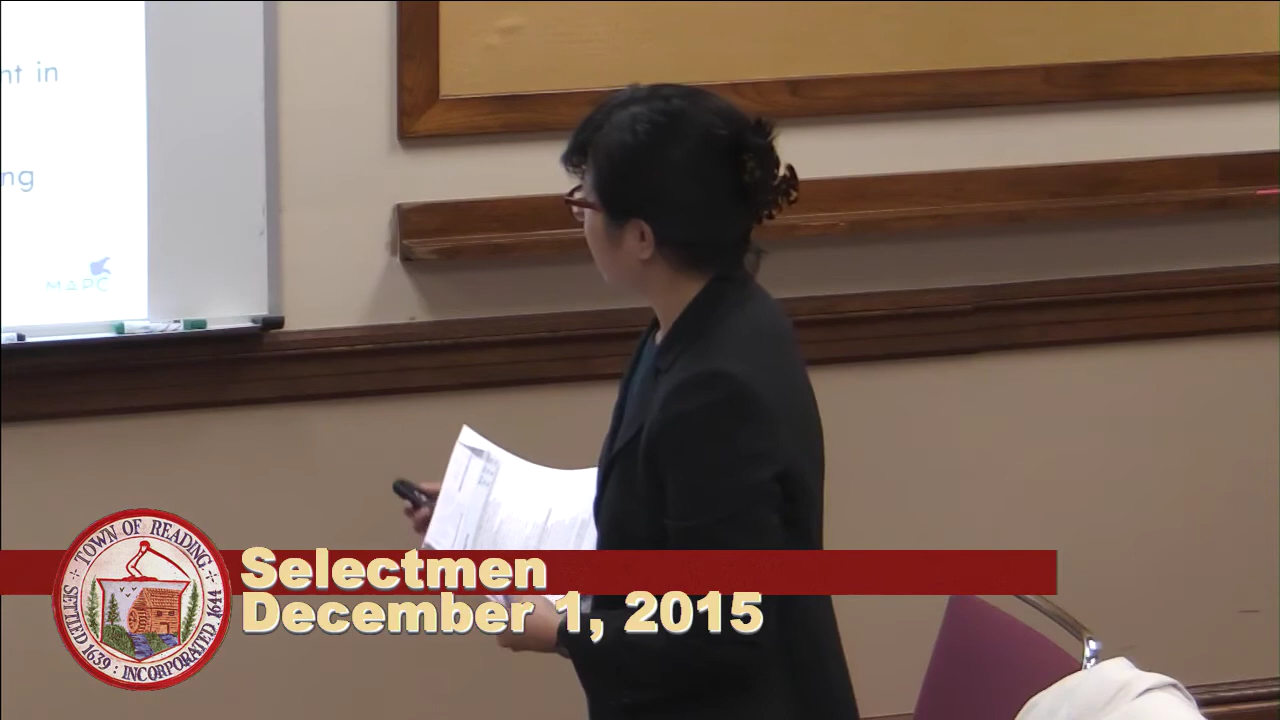 nt in
ng
MAPC
TOWN OF READING
SETTLED 1639 : INCORPORATED 1644
Selectmen
December 1, 2015